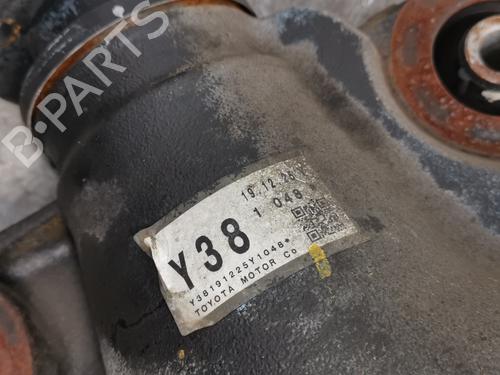 B-PARTS
19.12.25
1 048
Y38
Y38191225Y1048*
TOYOTA MOTOR Co